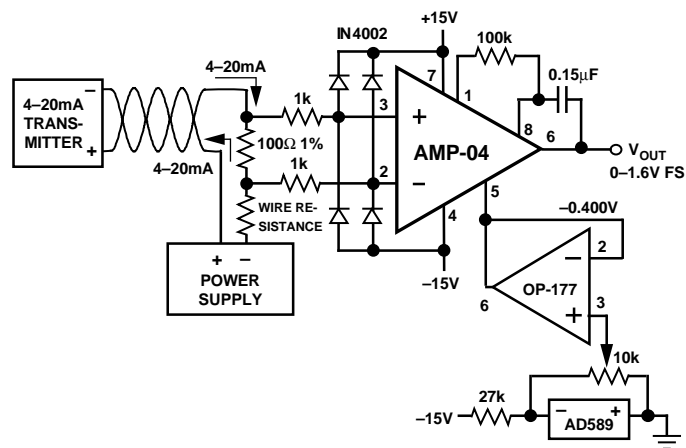 IN4002
+15V
100k
0.15µF
4–20mA
TRANS-
MITTER
–
+
4–20mA
1k
3
+
7
1
8
6
AMP-04
VOUT
0–1.6V FS
4–20mA
100Ω 1%
1k
2
–
5
4
–15V
WIRE RE-
SISTANCE
–0.400V
+ –
POWER
SUPPLY
–
2
6
OP-177
+
3
10k
–15V
27k
– +
AD589